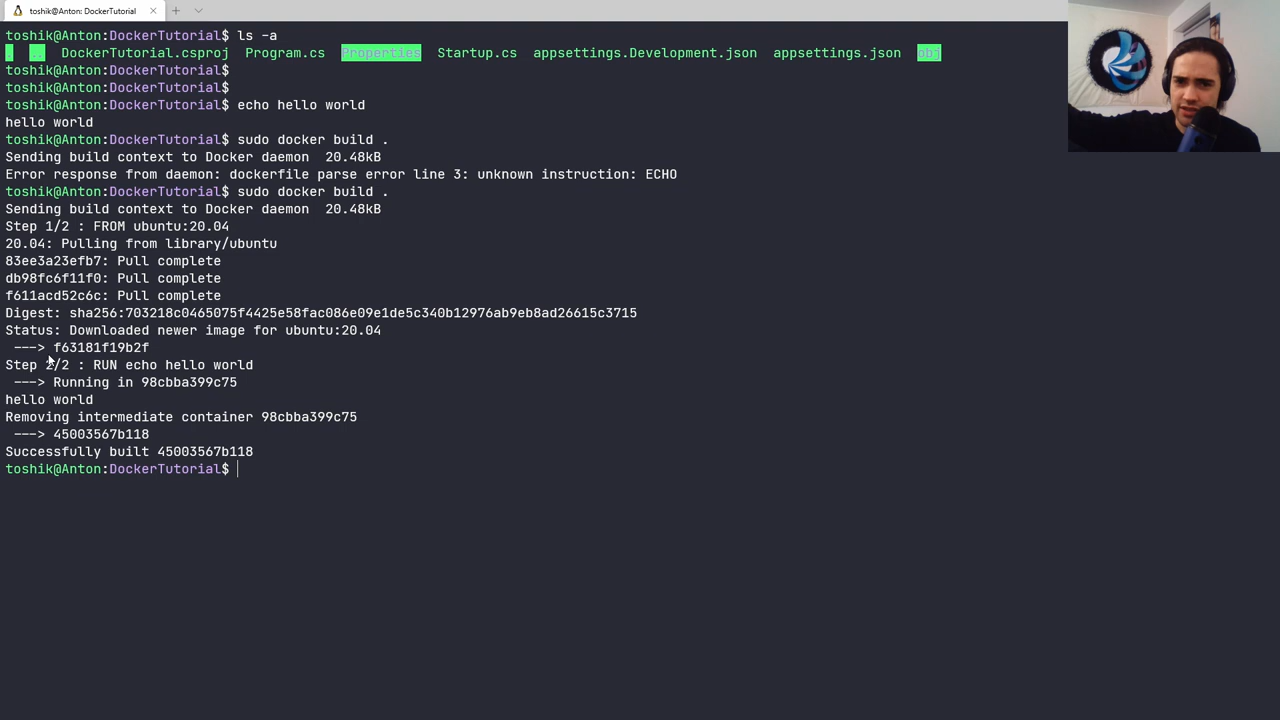 toshik@Anton: DockerTutorial
toshik@Anton:DockerTutorial$ ls -a
. .. DockerTutorial.csproj Program.cs Properties Startup.cs appsettings.Development.json appsettings.json obj
toshik@Anton:DockerTutorial$
toshik@Anton:DockerTutorial$
toshik@Anton:DockerTutorial$ echo hello world
hello world
toshik@Anton:DockerTutorial$ sudo docker build .
Sending build context to Docker daemon 20.48kB
Error response from daemon: dockerfile parse error line 3: unknown instruction: ECHO
toshik@Anton:DockerTutorial$ sudo docker build .
Sending build context to Docker daemon 20.48kB
Step 1/2 : FROM ubuntu:20.04
20.04: Pulling from library/ubuntu
83ee3a23efb7: Pull complete
db98fc6f11f0: Pull complete
f611acd52c6c: Pull complete
Digest: sha256:703218c0465075f4425e58fac086e09e1de5c340b12976ab9eb8ad26615c3715
Status: Downloaded newer image for ubuntu:20.04
---> f63181f19b2f
Step 2/2 : RUN echo hello world
---> Running in 98cbba399c75
hello world
Removing intermediate container 98cbba399c75
---> 45003567b118
Successfully built 45003567b118
toshik@Anton:DockerTutorial$